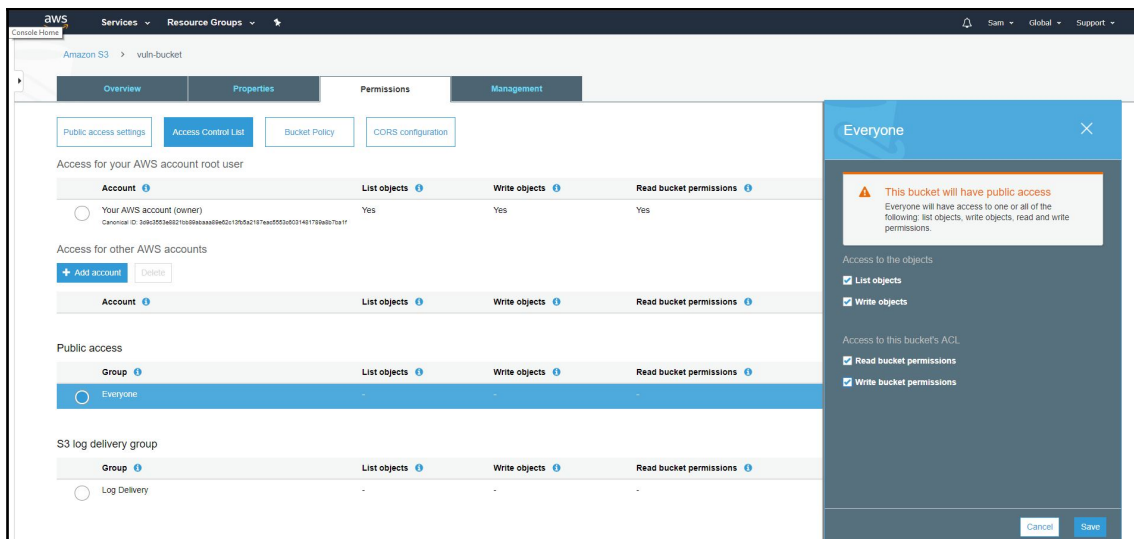 aws Services Resource Groups Sam Global Support
Console Home
Amazon S3 > vuln-bucket
Overview Properties Permissions Management
Public access settings Access Control List Bucket Policy CORS configuration
Access for your AWS account root user
Account List objects Write objects Read bucket permissions
Your AWS account (owner) Yes Yes Yes
Canonical ID:
Access for other AWS accounts
+ Add account Delete
Account List objects Write objects Read bucket permissions
Public access
Group List objects Write objects Read bucket permissions
Everyone - - -
S3 log delivery group
Group List objects Write objects Read bucket permissions
Log Delivery - - -
Everyone
This bucket will have public access
Everyone will have access to one or all of the
following: list objects, write objects, read and write
permissions.
Access to the objects
List objects
Write objects
Access to this bucket's ACL
Read bucket permissions
Write bucket permissions
Cancel Save